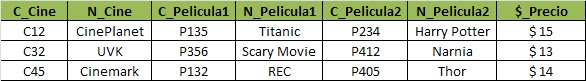 C_Cine N_Cine C_Pelicula1 N_Pelicula1 C_Pelicula2 N_Pelicula2 $_Precio
C12 CinePlanet P135 Titanic P234 Harry Potter $ 15
C32 UVK P356 Scary Movie P412 Narnia $ 13
C45 Cinemark P132 REC P405 Thor $ 14